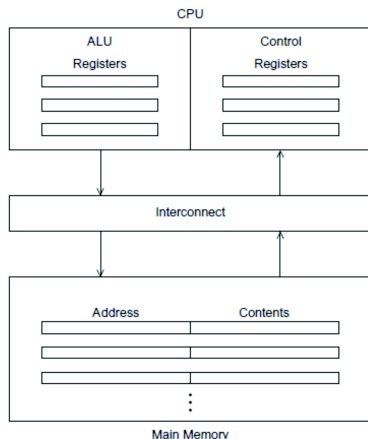 CPU
ALU
Control
Registers
Registers
Interconnect
Address
Contents
Main Memory